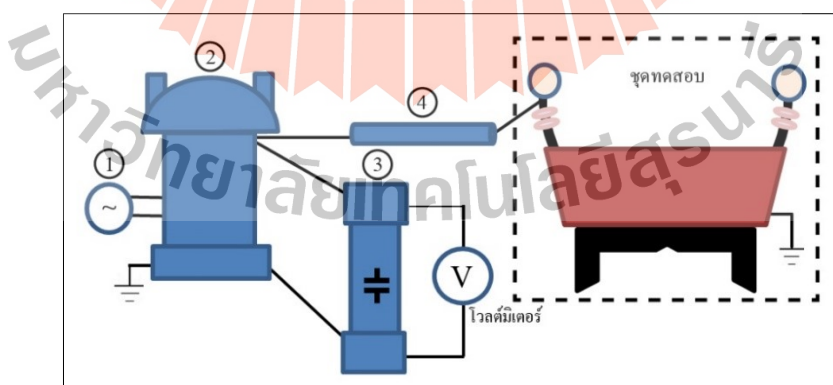 ②
④
ชุดทดสอบ
①
③
~
V
โวลต์มิเตอร์
มหาวิทยาลัยเทคโนโลยีสุรนารี